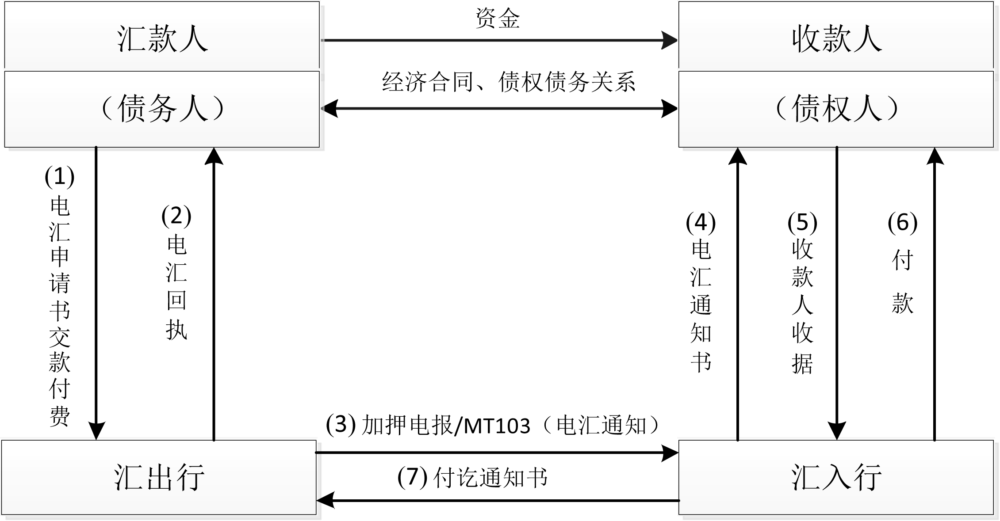 汇款人
（债务人）
资金
经济合同、债权债务关系
收款人
（债权人）
(1)电汇申请书交款付费
(2)电汇回执
(4)电汇通知书
(5)收款人收据
(6)付款
(3)加押电报/MT103（电汇通知）
(7)付讫通知书
汇出行
汇入行